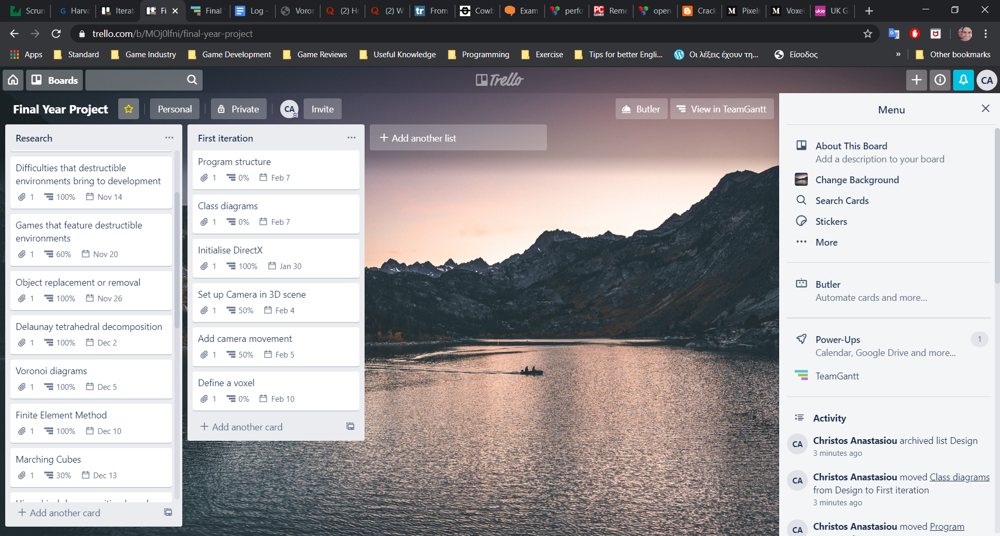 Scrun
Harva
Iterat
Fi
Final
Log -
Voror
(2) Ho
(2) W
From
Cowb
Exam
perfo
Reme
open
Crack
Pixels
Voxel
UK G
trello.com/b/MOj0lfni/final-year-project
Apps
Standard
Game Industry
Game Development
Game Reviews
Useful Knowledge
Programming
Exercise
Tips for better Engli...
Οι λέξεις έχουν τη...
Είσοδος
»
Other bookmarks
Boards
Trello
CA
Final Year Project
Personal
Private
CA
Invite
Butler
View in TeamGantt
Research
Difficulties that destructible
environments bring to development
1 100% Nov 14
Games that feature destructible
environments
1 60% Nov 20
Object replacement or removal
1 100% Nov 26
Delaunay tetrahedral decomposition
1 100% Dec 2
Voronoi diagrams
1 100% Dec 5
Finite Element Method
1 100% Dec 10
Marching Cubes
1 30% Dec 13
+ Add another card
First iteration
Program structure
1 0% Feb 7
Class diagrams
1 0% Feb 7
Initialise DirectX
1 100% Jan 30
Set up Camera in 3D scene
1 50% Feb 4
Add camera movement
1 50% Feb 5
Define a voxel
1 0% Feb 10
+ Add another card
+ Add another list
Menu
About This Board
Add a description to your board
Change Background
Search Cards
Stickers
More
Butler
Automate cards and more...
Power-Ups 1
Calendar, Google Drive and more...
TeamGantt
Activity
CA Christos Anastasiou archived list Design
3 minutes ago
CA Christos Anastasiou moved Class diagrams
from Design to First iteration
3 minutes ago
CA Christos Anastasiou moved Program